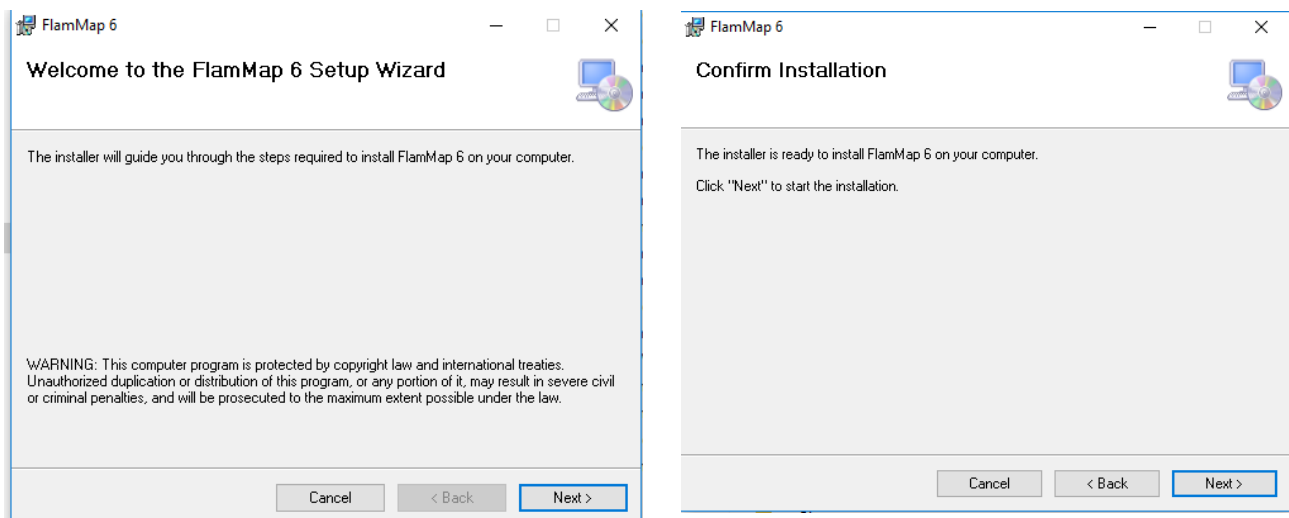 FlamMap 6
Welcome to the FlamMap 6 Setup Wizard
The installer will guide you through the steps required to install FlamMap 6 on your computer.
WARNING: This computer program is protected by copyright law and international treaties.
Unauthorized duplication or distribution of this program, or any portion of it, may result in severe civil
or criminal penalties, and will be prosecuted to the maximum extent possible under the law.
Cancel
< Back
Next >
FlamMap 6
Confirm Installation
The installer is ready to install FlamMap 6 on your computer.
Click "Next" to start the installation.
Cancel
< Back
Next >